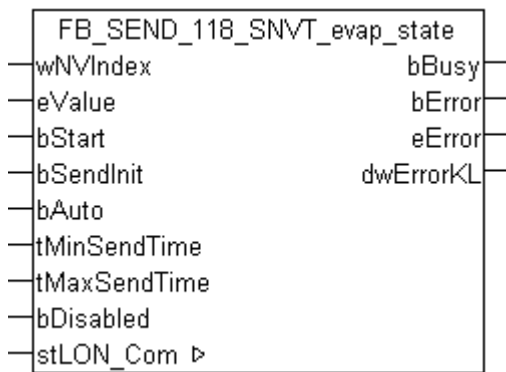 FB_SEND_118_SNVT_evap_state
wNVIndex bBusy
eValue bError
bStart eError
bSendInit dwErrorKL
bAuto
tMinSendTime
tMaxSendTime
bDisabled
stLON_Com ▷